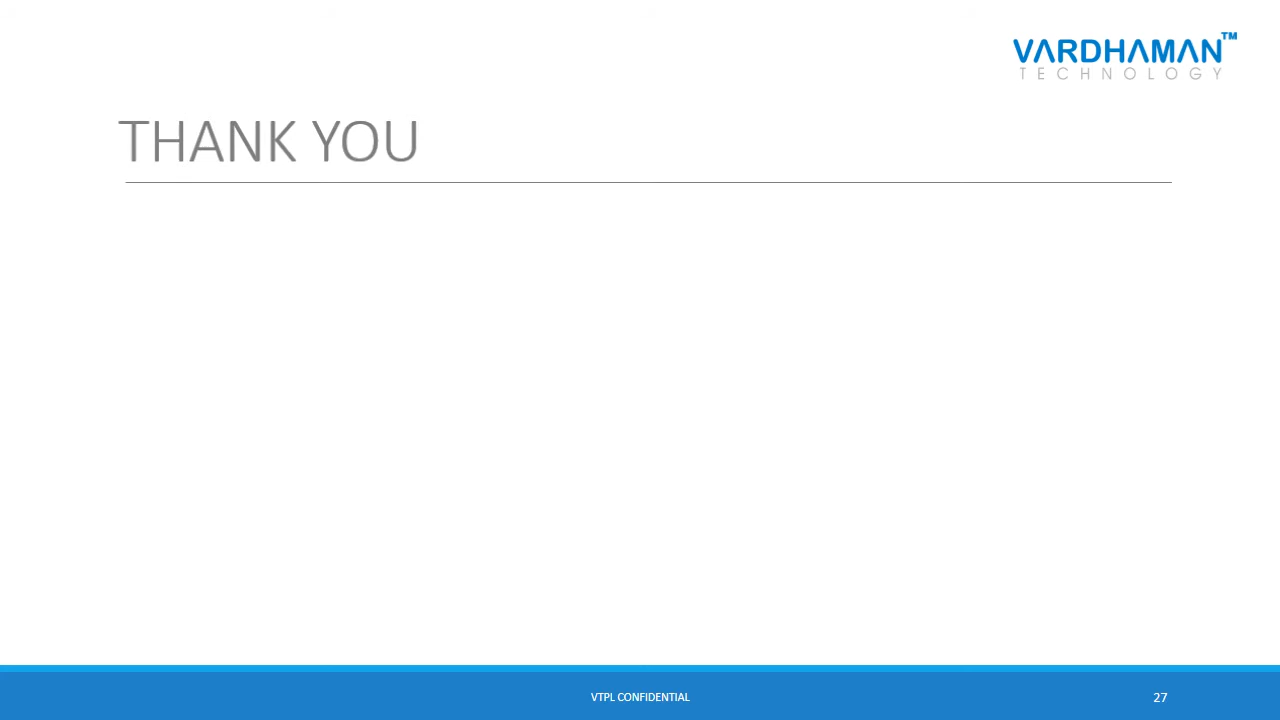 VARDHAMAN™
TECHNOLOGY
THANK YOU
VTPL CONFIDENTIAL
27